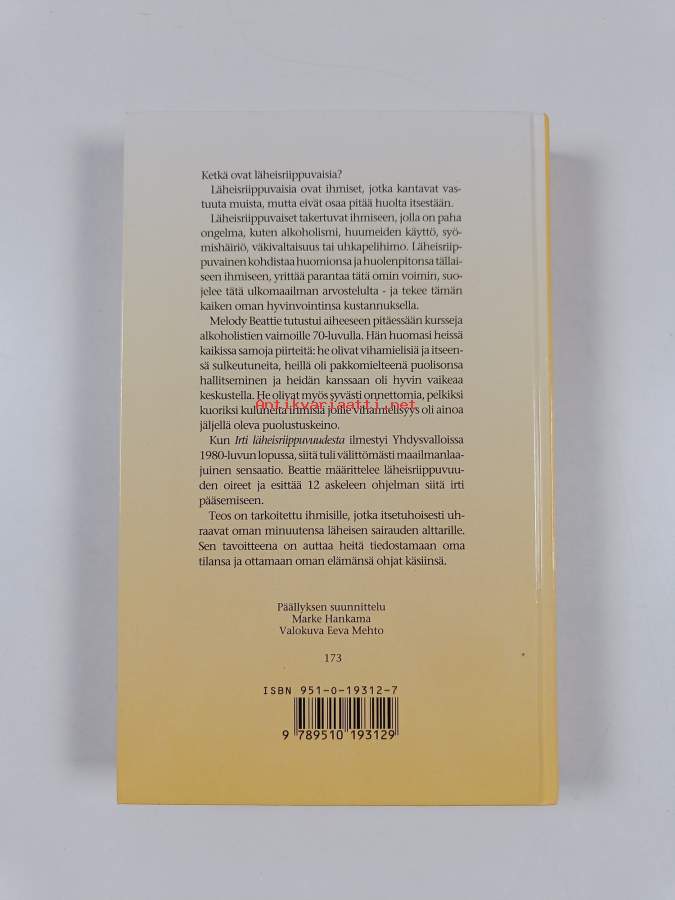 Ketkä ovat läheisriippuvaisia?
Läheisriippuvaisia ovat ihmiset, jotka kantavat vas-
tuuta muista, mutta eivät osaa pitää huolta itsestään.
Läheisriippuvaiset takertuvat ihmiseen, jolla on paha
ongelma, kuten alkoholismi, huumeiden käyttö, syö-
mishäiriö, väkivaltaisuus tai uhkapelihimo. Läheisriip-
puvainen kohdistaa huomionsa ja huolenpitonsa tällai-
seen ihmiseen, yrittää parantaa tätä omin voimin, suo-
jelee tätä ulkomaailman arvostelulta - ja tekee tämän
kaiken oman hyvinvointinsa kustannuksella.
Melody Beattie tutustui aiheeseen pitäessään kursseja
alkoholistien vaimoille 70-luvulla. Hän huomasi heissä
kaikissa samoja piirteitä: he olivat vihamielisiä ja itseen-
sä sulkeutuneita, heillä oli pakkomielteenä puolisonsa
hallitseminen ja heidän kanssaan oli hyvin vaikeaa
keskustella. He olivat myös syvästi onnettomia, pelkiksi
Antikvariaatti.net
kuoriksi kuluneita ihmisiä joille vihamielisyys oli ainoa
jäljellä oleva puolustuskeino.
Kun Irti läheisriippuvuudesta ilmestyi Yhdysvalloissa
1980-luvun lopussa, siitä tuli välittömästi maailmanlaa-
juinen sensaatio. Beattie määrittelee läheisriippuvuu-
den oireet ja esittää 12 askeleen ohjelman siitä irti
pääsemiseen.
Teos on tarkoitettu ihmisille, jotka itsetuhoisesti uh-
raavat oman minuutensa läheisen sairauden alttarille.
Sen tavoitteena on auttaa heitä tiedostamaan oma
tilansa ja ottamaan oman elämänsä ohjat käsiinsä.
Päällyksen suunnittelu
Marke Hankama
Valokuva Eeva Mehto
173
ISBN 951-0-19312-7
9 789510 193129